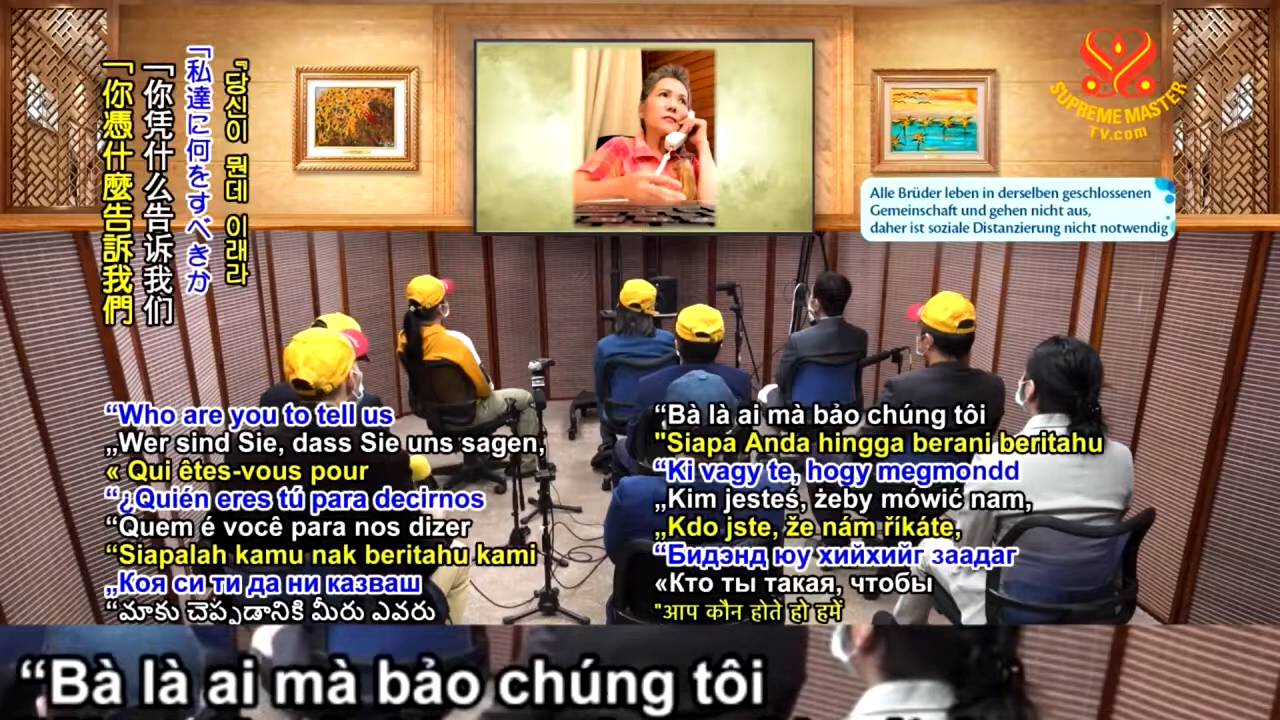 『당신이 뭔데 이래라
「私達に何をすべきか
「你凭什么告诉我们
「你憑什麼告訴我們
SUPREME MASTER
TV.com
Alle Brüder leben in derselben geschlossenen
Gemeinschaft und gehen nicht aus,
daher ist soziale Distanzierung nicht notwendig
“Who are you to tell us
„Wer sind Sie, dass Sie uns sagen,
« Qui êtes-vous pour
“¿Quién eres tú para decirnos
“Quem é você para nos dizer
“Siapalah kamu nak beritahu kami
„Коя си ти да ни казваш
“మాకు చెప్పడానికి మీరు ఎవరు
“Bà là ai mà bảo chúng tôi
"Siapa Anda hingga berani beritahu
“Ki vagy te, hogy megmondd
„Kim jesteś, żeby mówić nam,
„Kdo jste, že nám říkáte,
“Бидэнд юу хийхийг заадаг
«Кто ты такая, чтобы
"आप कौन होते हो हमें
“Bà là ai mà bảo chúng tôi